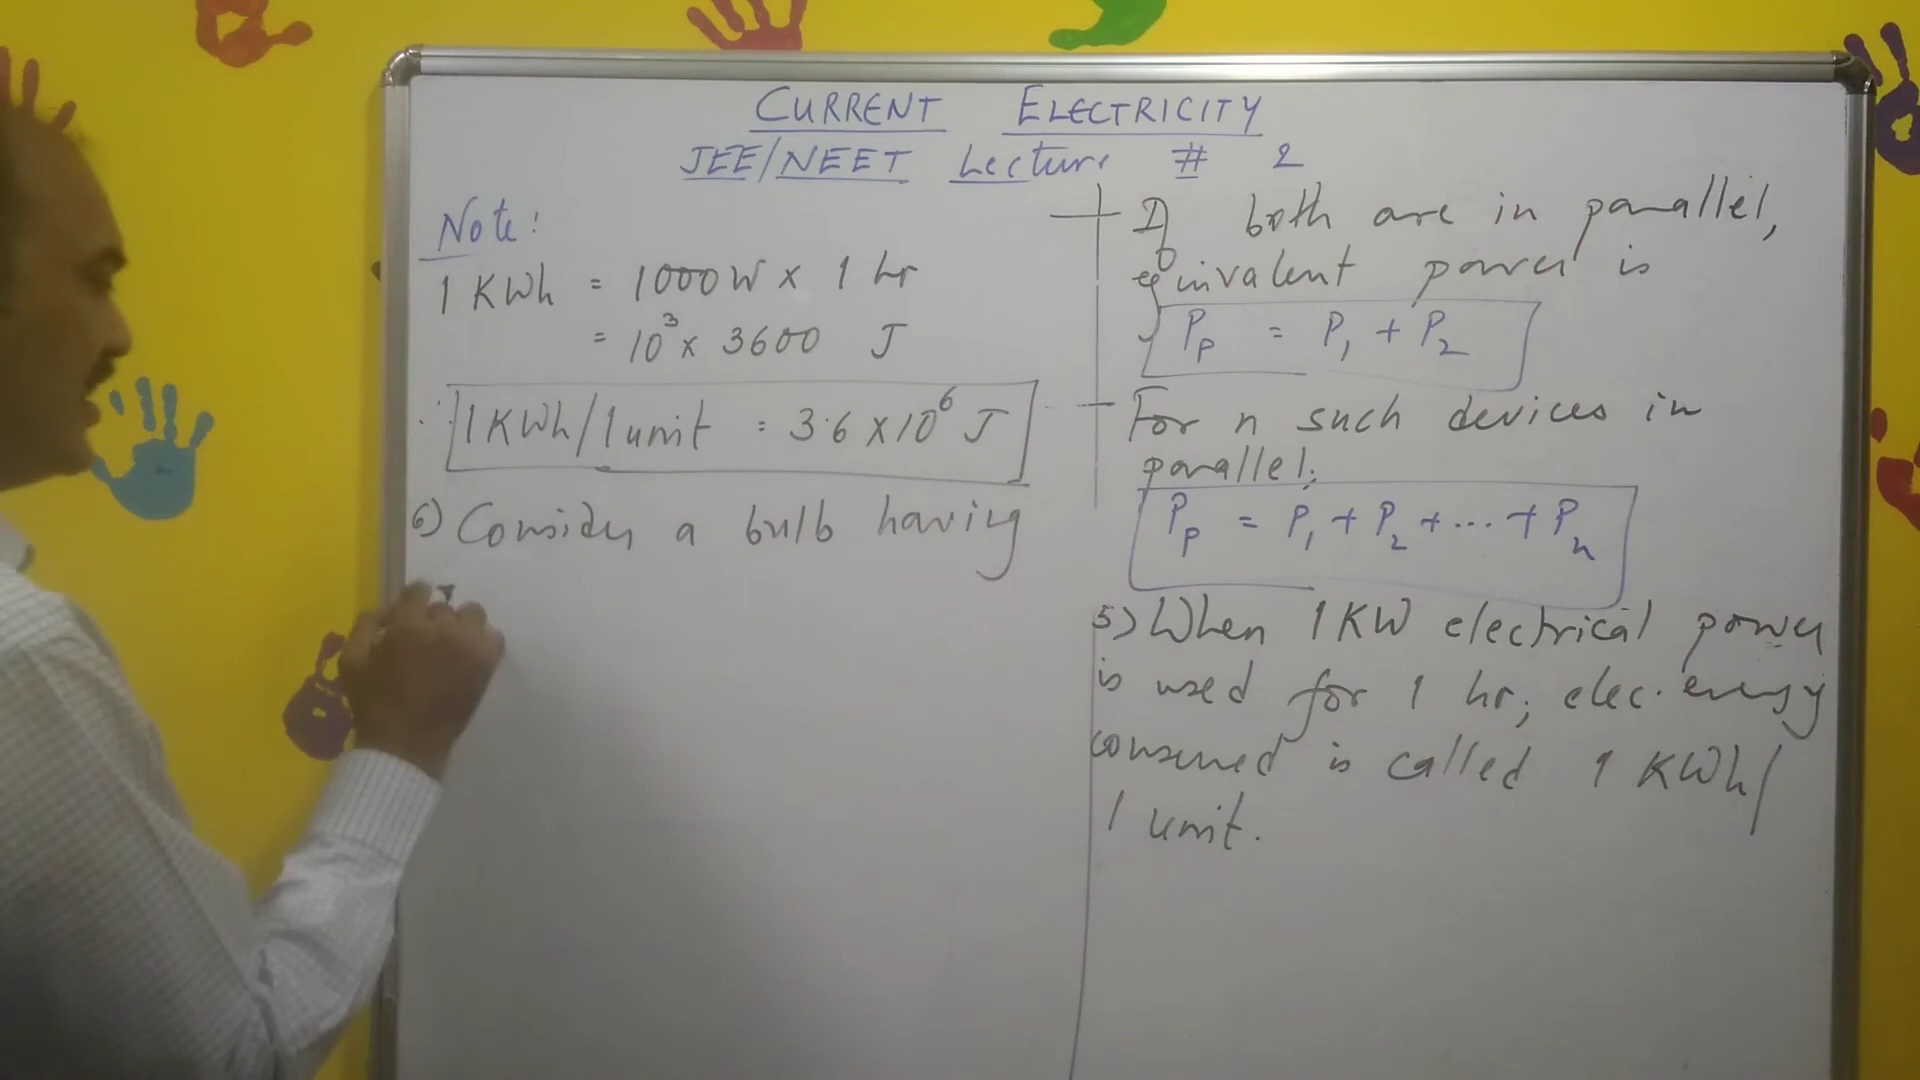 CURRENT ELECTRICITY
JEE/NEET Lecture # 2
Note:
1 KWh = 1000W x 1 hr
= 10³ x 3600 J
∴ 1 KWh/1 unit = 3.6 x 10⁶ J
6) Consider a bulb having
If both are in parallel,
equivalent power is
P_p = P₁ + P₂
For n such devices in
parallel;
P_p = P₁ + P₂ + ... + Pₙ
5) When 1 KW electrical power
is used for 1 hr; elec. energy
consumed is called 1 KWh/
1 unit.